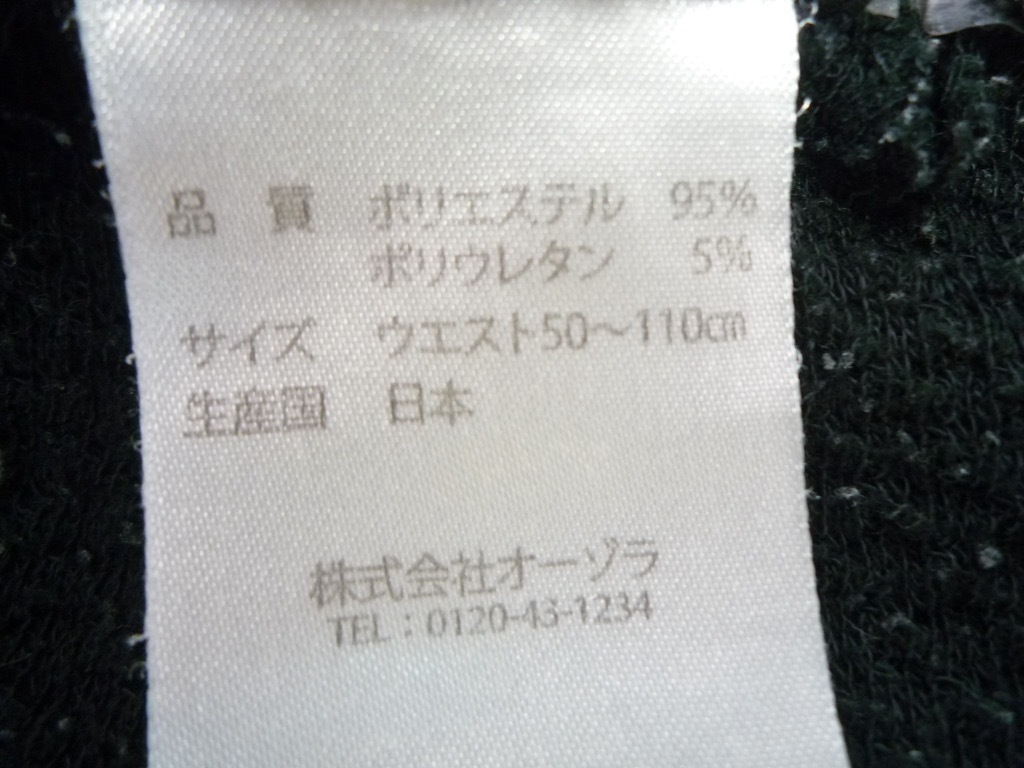 品 質 ポリエステル 95%
ポリウレタン 5%
サイズ ウエスト50～110㎝
生産国 日本
株式会社オーゾラ
TEL：0120-43-1234